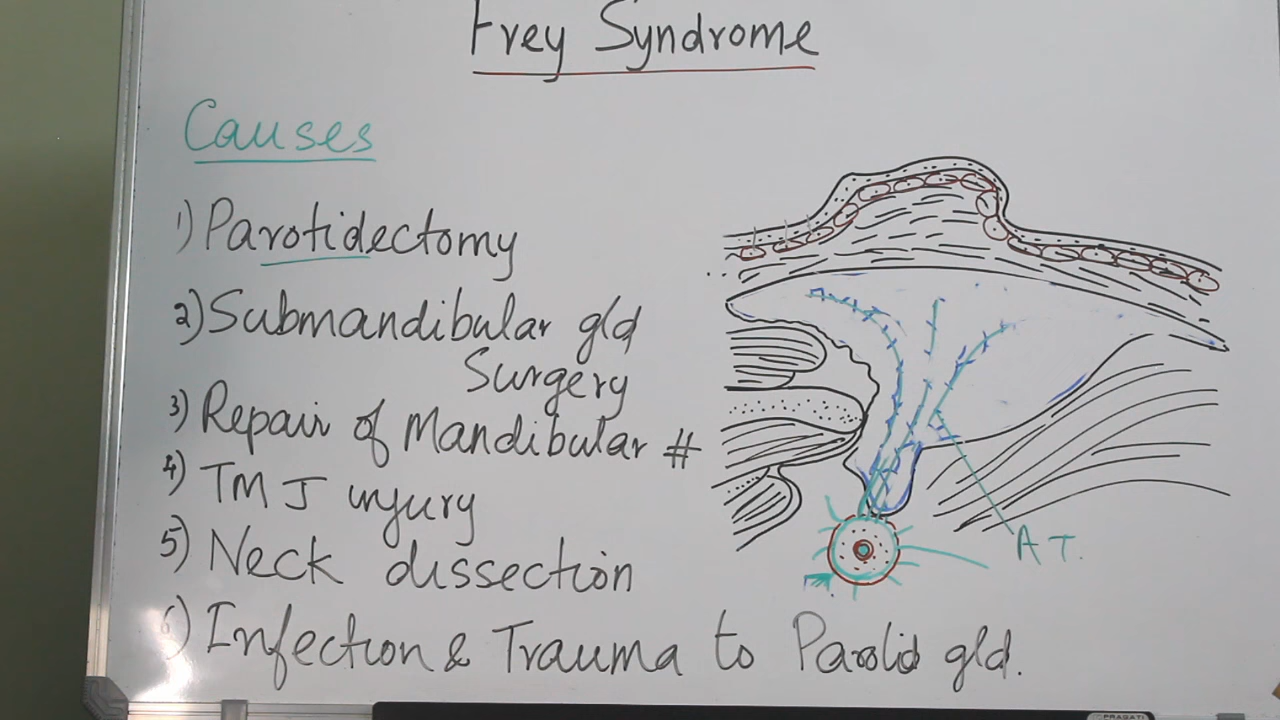 Frey Syndrome
Causes
1) Parotidectomy
2) Submandibular gld
Surgery
3) Repair of Mandibular #
4) TMJ injury
5) Neck dissection
6) Infection & Trauma to Parotid gld.
A T.
PRAGATI